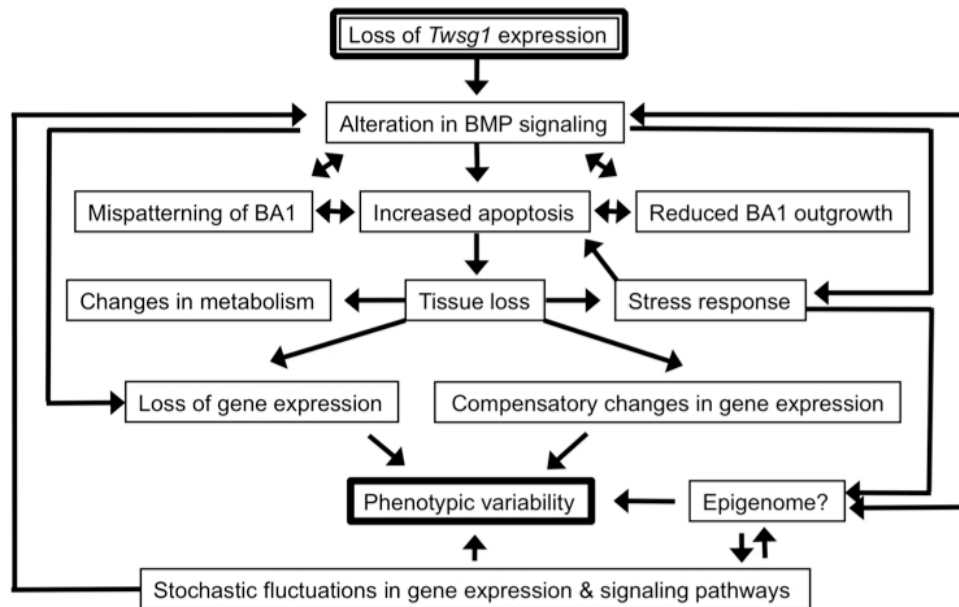 Loss of Twsg1 expression
Alteration in BMP signaling
Mispatterning of BA1
Increased apoptosis
Reduced BA1 outgrowth
Changes in metabolism
Tissue loss
Stress response
Loss of gene expression
Compensatory changes in gene expression
Phenotypic variability
Epigenome?
Stochastic fluctuations in gene expression & signaling pathways